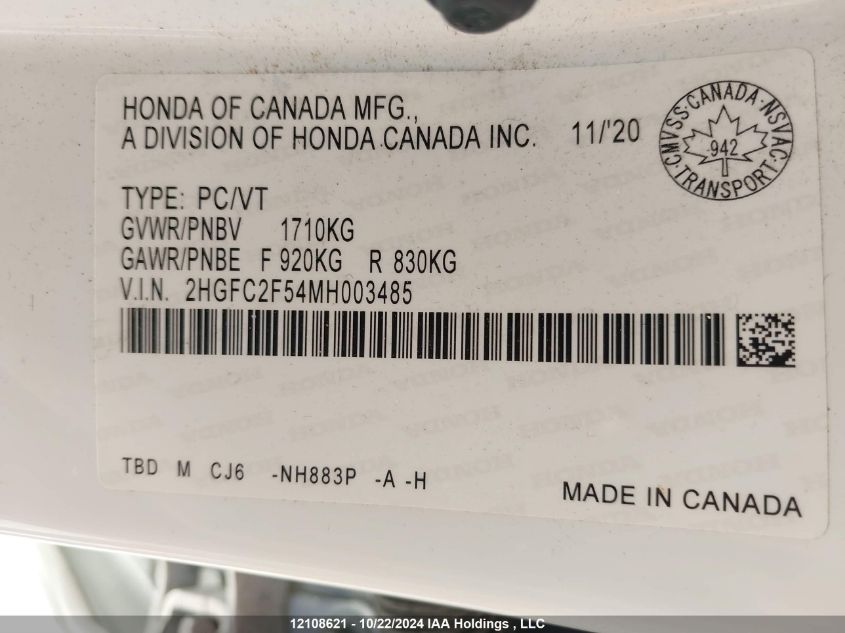 HONDA OF CANADA MFG.,
A DIVISION OF HONDA CANADA INC. 11/'20
CMVSS·CANADA·NSVAC
942
·TRANSPORT·
TYPE: PC/VT
GVWR/PNBV 1710KG
GAWR/PNBE F 920KG R 830KG
V.I.N. 2HGFC2F54MH003485
TBD M CJ6 -NH883P -A -H
MADE IN CANADA
12108621 - 10/22/2024 IAA Holdings , LLC